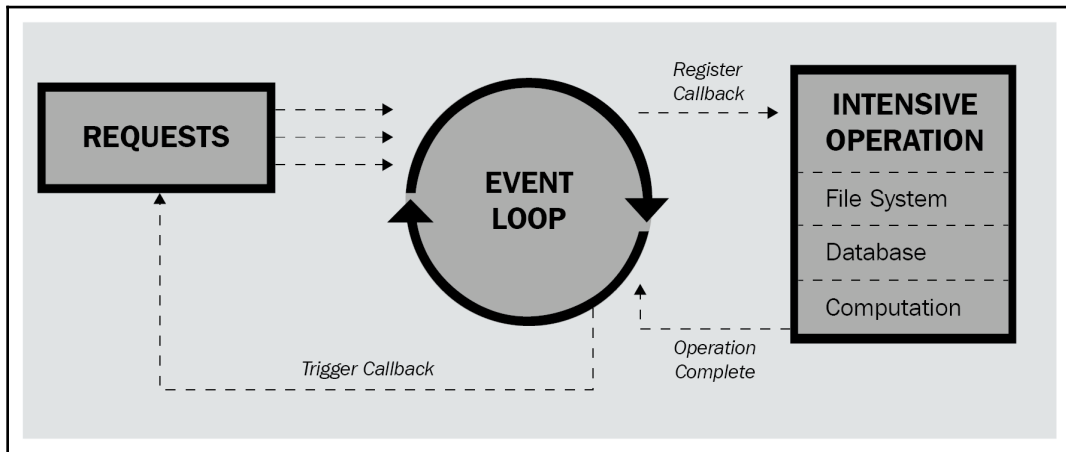 REQUESTS
EVENT
LOOP
Register
Callback
INTENSIVE
OPERATION
File System
Database
Computation
Operation
Complete
Trigger Callback